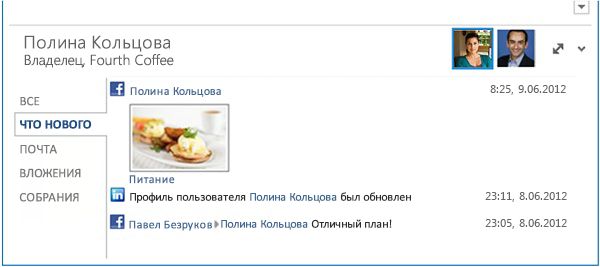 Полина Кольцова
Владелец, Fourth Coffee
ВСЕ
ЧТО НОВОГО
ПОЧТА
ВЛОЖЕНИЯ
СОБРАНИЯ
Полина Кольцова 8:25, 9.06.2012
Питание
Профиль пользователя Полина Кольцова был обновлен 23:11, 8.06.2012
Павел Безруков Полина Кольцова Отличный план! 23:05, 8.06.2012